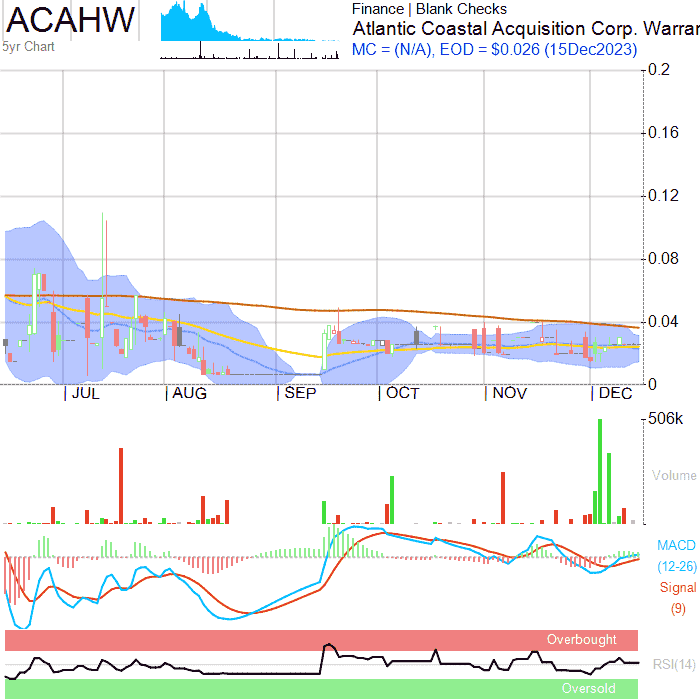 ACAHW
5yr Chart
Finance | Blank Checks
Atlantic Coastal Acquisition Corp. Warran
MC = (N/A), EOD = $0.026 (15Dec2023)
0.2
0.16
0.12
0.08
0.04
0
JUL
AUG
SEP
OCT
NOV
DEC
506k
Volume
MACD
(12-26)
Signal
(9)
Overbought
RSI(14)
Oversold